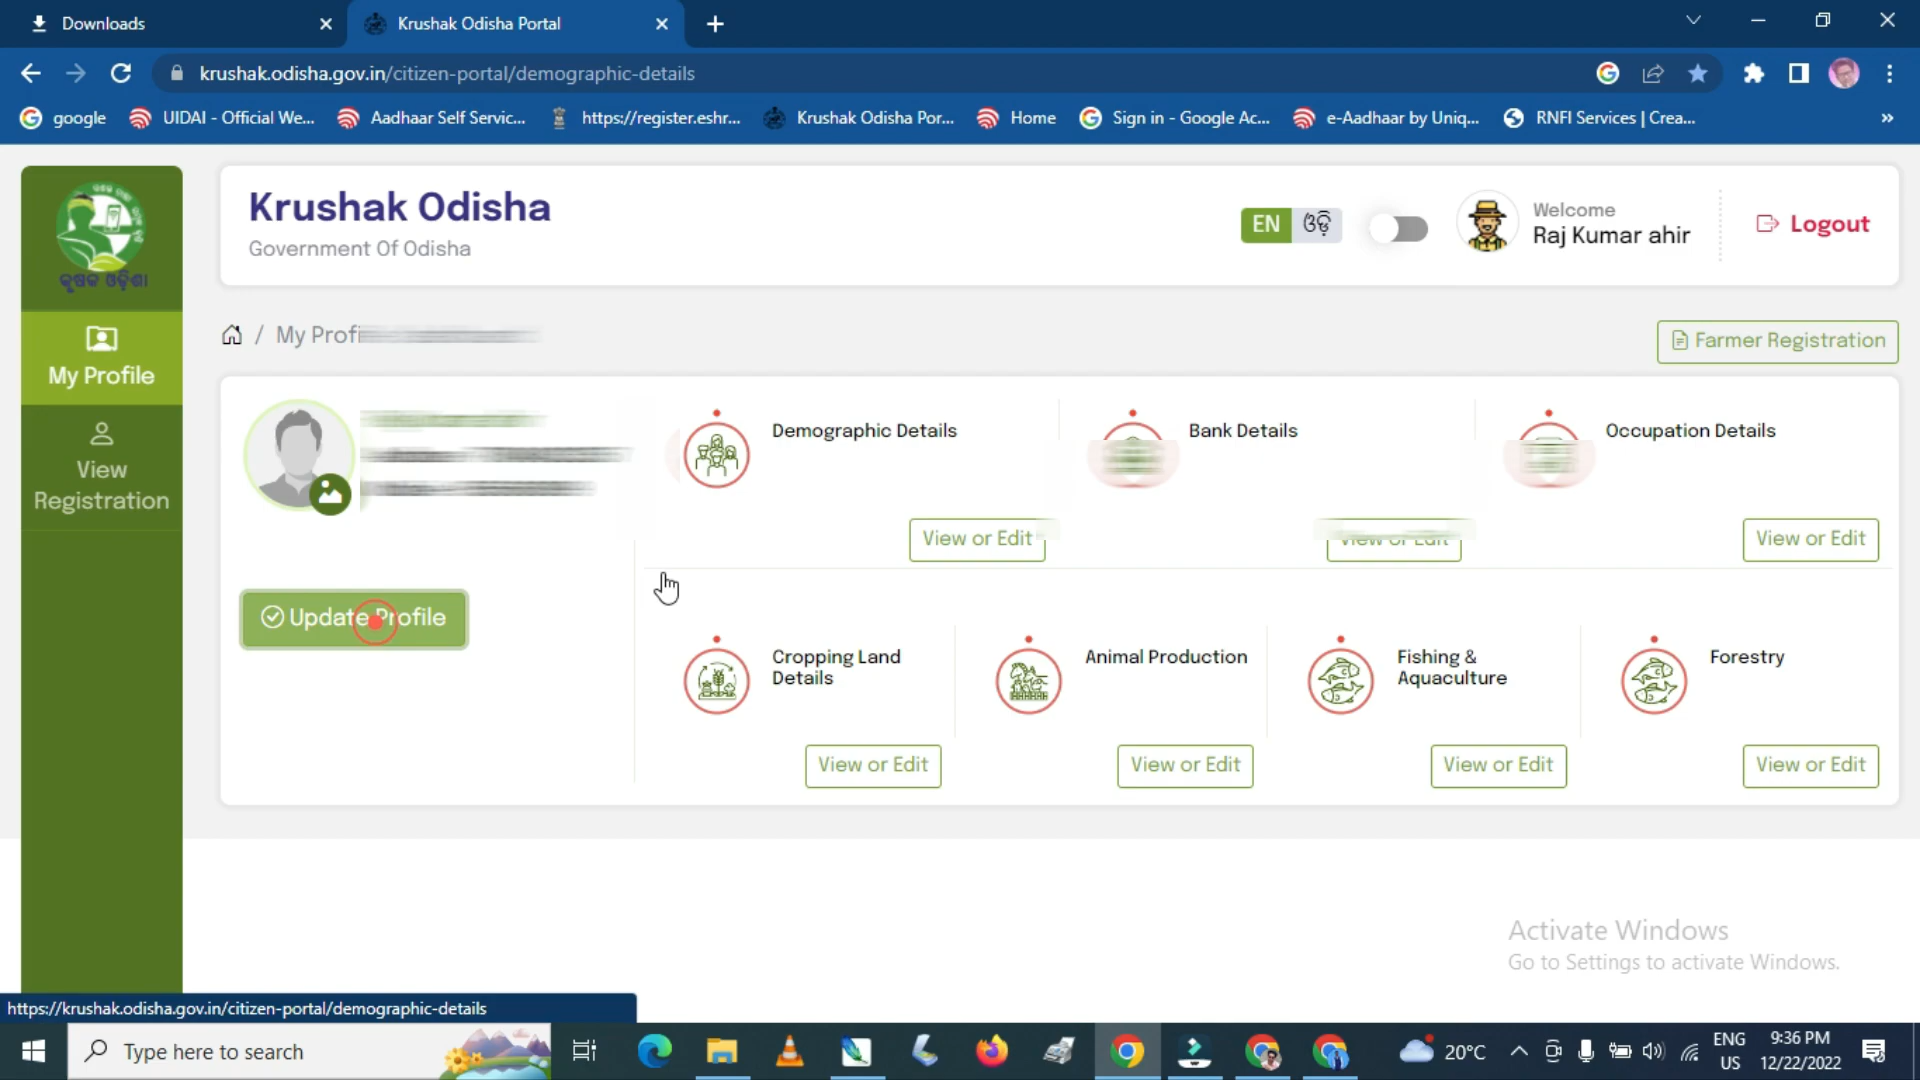 Downloads
Krushak Odisha Portal
krushak.odisha.gov.in/citizen-portal/demographic-details
google
UIDAI - Official We...
Aadhaar Self Servic...
https://register.eshr...
Krushak Odisha Por...
Home
Sign in - Google Ac...
e-Aadhaar by Uniq...
RNFI Services | Crea...
»
Krushak Odisha
Government Of Odisha
EN ଓଡ଼ି
Welcome
Raj Kumar ahir
Logout
କୃଷକ ଓଡ଼ିଶା
My Profile
View
Registration
/ My Profi
Farmer Registration
Update Profile
Demographic Details
View or Edit
Bank Details
View or Edit
Occupation Details
View or Edit
Cropping Land
Details
View or Edit
Animal Production
View or Edit
Fishing &
Aquaculture
View or Edit
Forestry
View or Edit
Activate Windows
Go to Settings to activate Windows.
https://krushak.odisha.gov.in/citizen-portal/demographic-details
Type here to search
20°C
ENG
US
9:36 PM
12/22/2022